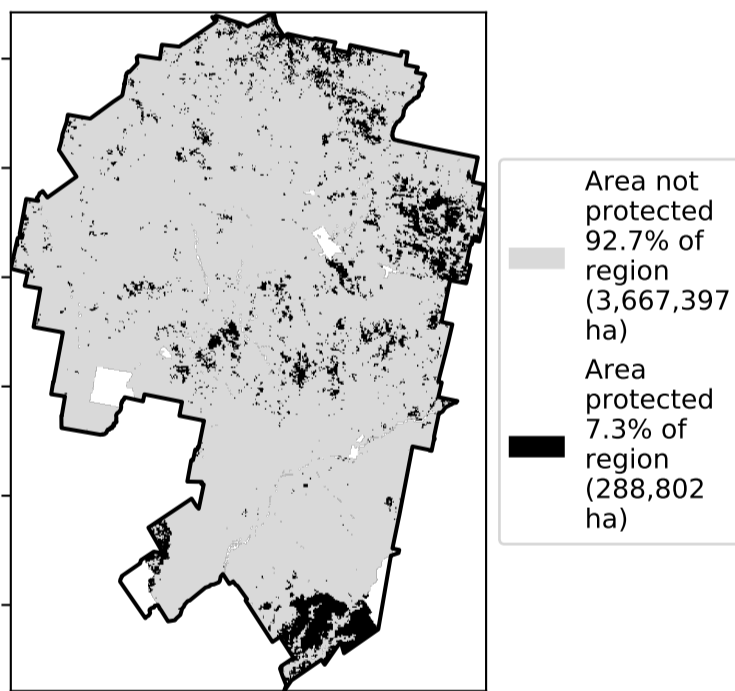 Area not
protected
92.7% of
region
(3,667,397
ha)
Area
protected
7.3% of
region
(288,802
ha)